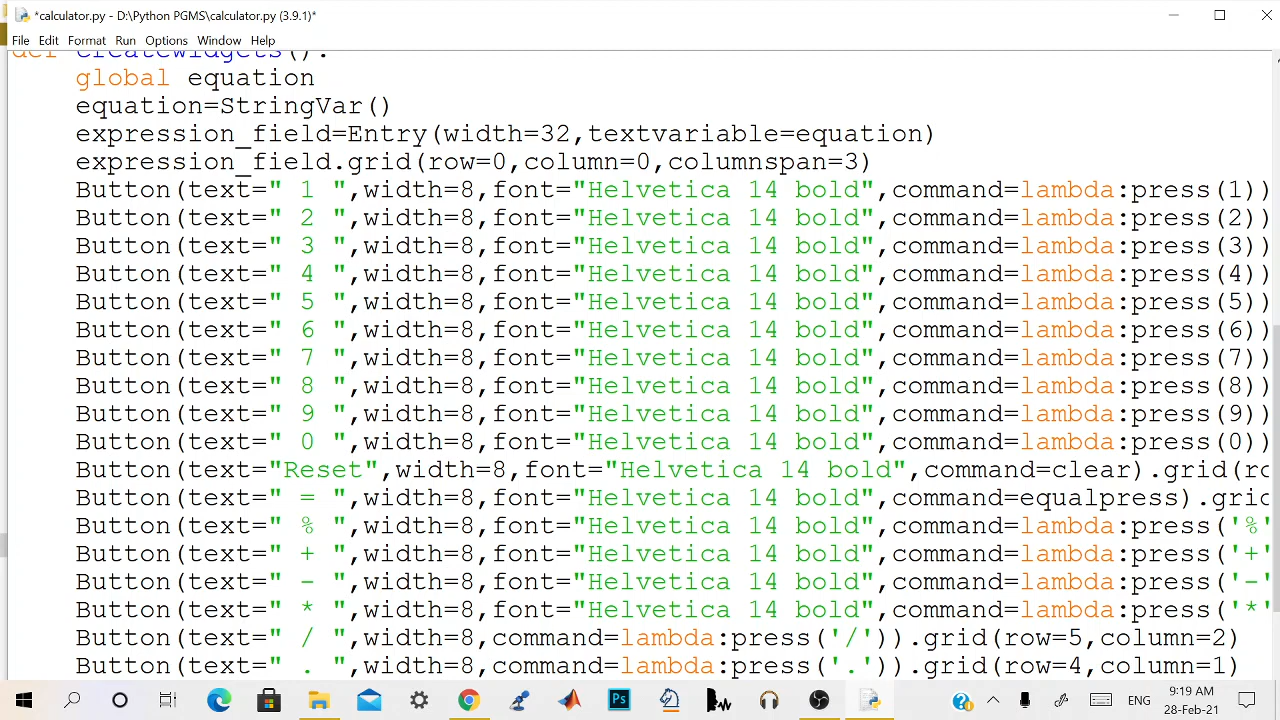 *calculator.py - D:\Python PGMS\calculator.py (3.9.1)*
File Edit Format Run Options Window Help
def createwidgets():
global equation
equation=StringVar()
expression_field=Entry(width=32,textvariable=equation)
expression_field.grid(row=0,column=0,columnspan=3)
Button(text=" 1 ",width=8,font="Helvetica 14 bold",command=lambda:press(1))
Button(text=" 2 ",width=8,font="Helvetica 14 bold",command=lambda:press(2))
Button(text=" 3 ",width=8,font="Helvetica 14 bold",command=lambda:press(3))
Button(text=" 4 ",width=8,font="Helvetica 14 bold",command=lambda:press(4))
Button(text=" 5 ",width=8,font="Helvetica 14 bold",command=lambda:press(5))
Button(text=" 6 ",width=8,font="Helvetica 14 bold",command=lambda:press(6))
Button(text=" 7 ",width=8,font="Helvetica 14 bold",command=lambda:press(7))
Button(text=" 8 ",width=8,font="Helvetica 14 bold",command=lambda:press(8))
Button(text=" 9 ",width=8,font="Helvetica 14 bold",command=lambda:press(9))
Button(text=" 0 ",width=8,font="Helvetica 14 bold",command=lambda:press(0))
Button(text="Reset",width=8,font="Helvetica 14 bold",command=clear).grid(ro
Button(text=" = ",width=8,font="Helvetica 14 bold",command=equalpress).grid
Button(text=" % ",width=8,font="Helvetica 14 bold",command=lambda:press('%'
Button(text=" + ",width=8,font="Helvetica 14 bold",command=lambda:press('+'
Button(text=" - ",width=8,font="Helvetica 14 bold",command=lambda:press('-'
Button(text=" * ",width=8,font="Helvetica 14 bold",command=lambda:press('*'
Button(text=" / ",width=8,command=lambda:press('/')).grid(row=5,column=2)
Button(text=" . ",width=8,command=lambda:press('.')).grid(row=4,column=1)
Ps
ENG
9:19 AM
28-Feb-21